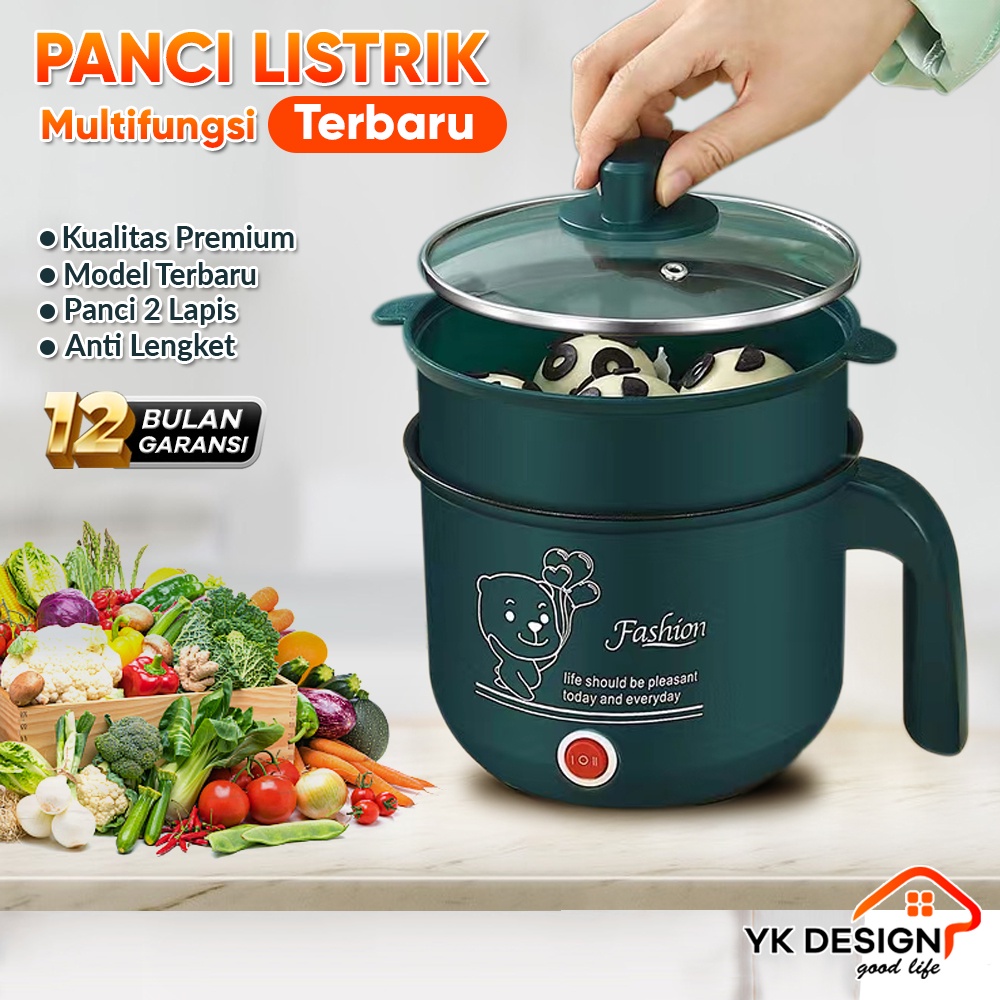 PANCI LISTRIK
Multifungsi Terbaru
• Kualitas Premium
• Model Terbaru
• Panci 2 Lapis
• Anti Lengket
12 BULAN
GARANSI
Fashion
life should be pleasant
today and everyday
I O II
YK DESIGN
good life